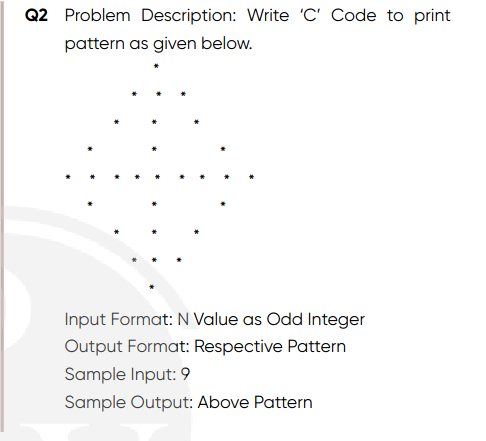 Q2 Problem Description: Write ‘C’ Code to print
pattern as given below.
*
* * *
* * *
* * *
* * * * * * * * *
* * *
* * *
* * *
*
Input Format: N Value as Odd Integer
Output Format: Respective Pattern
Sample Input: 9
Sample Output: Above Pattern